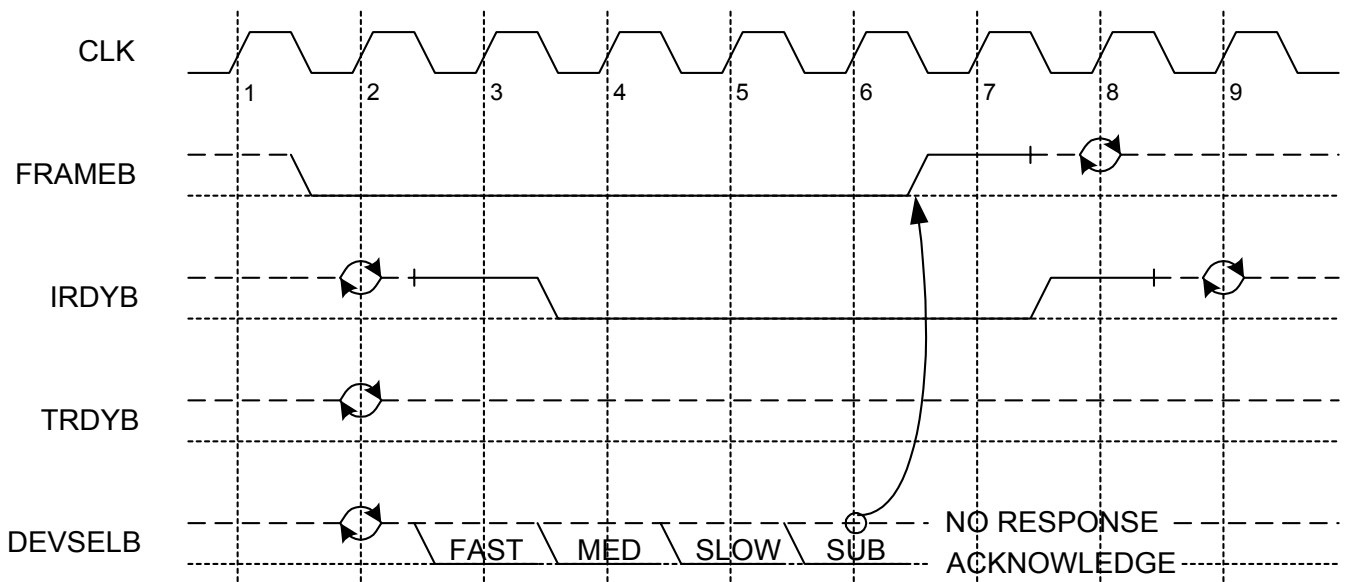 CLK
1 2 3 4 5 6 7 8 9
FRAMEB
IRDYB
TRDYB
DEVSELB
FAST MED SLOW SUB
NO RESPONSE
ACKNOWLEDGE